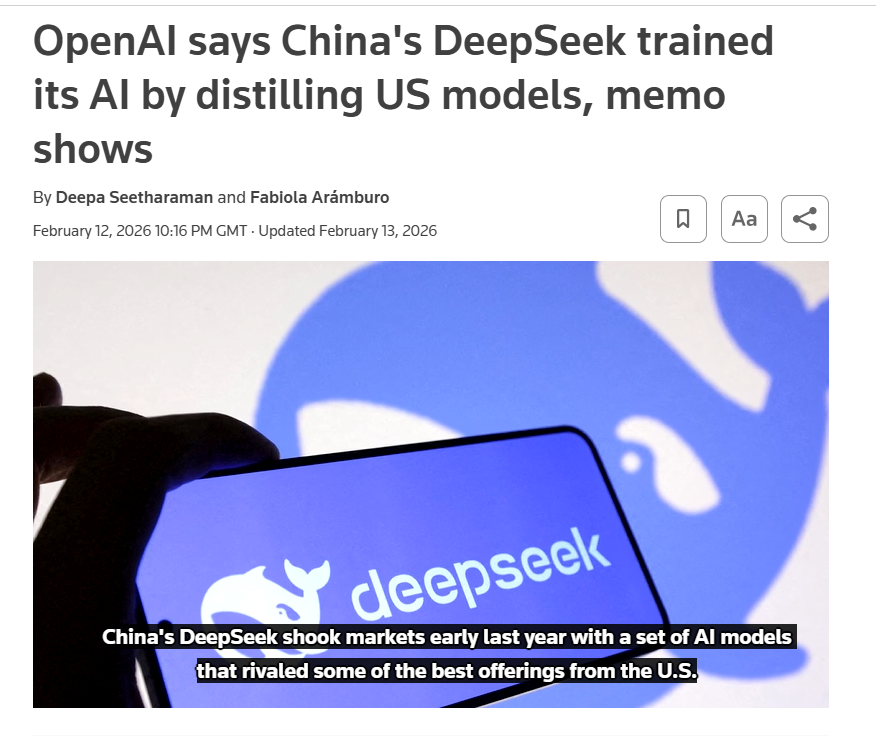 OpenAI says China's DeepSeek trained
its AI by distilling US models, memo
shows
By Deepa Seetharaman and Fabiola Arámburo
February 12, 2026 10:16 PM GMT · Updated February 13, 2026
Aa
deepseek
China's DeepSeek shook markets early last year with a set of AI models
that rivaled some of the best offerings from the U.S.